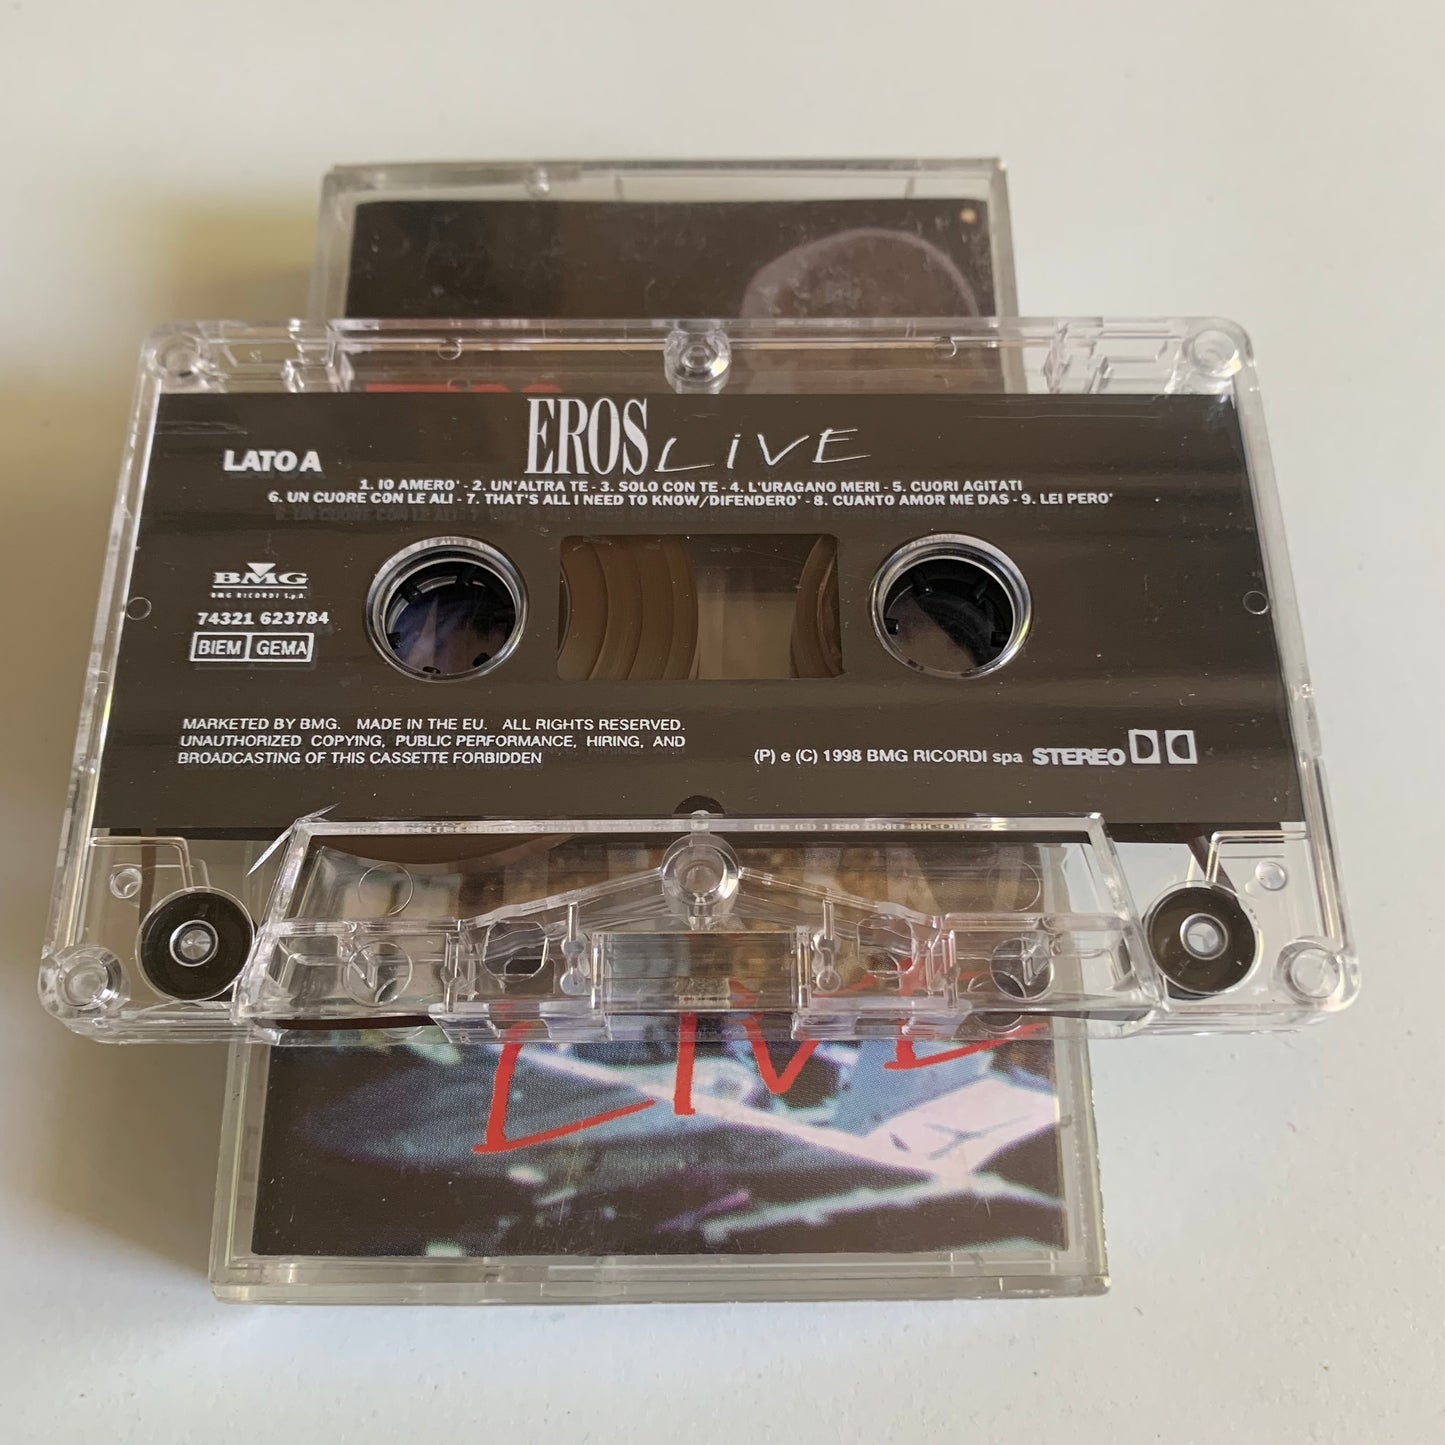 EROS LiVE
LATO A
1. IO AMERO' - 2. UN'ALTRA TE - 3. SOLO CON TE - 4. L'URAGANO MERI - 5. CUORI AGITATI
6. UN CUORE CON LE ALI - 7. THAT'S ALL I NEED TO KNOW/DIFENDERO' - 8. CUANTO AMOR ME DAS - 9. LEI PERO'
BMG
BMG RICORDI S.p.A.
74321 623784
BIEM GEMA
MARKETED BY BMG. MADE IN THE EU. ALL RIGHTS RESERVED.
UNAUTHORIZED COPYING, PUBLIC PERFORMANCE, HIRING, AND
BROADCASTING OF THIS CASSETTE FORBIDDEN
(P) e (C) 1998 BMG RICORDI spa STEREO
LIVE